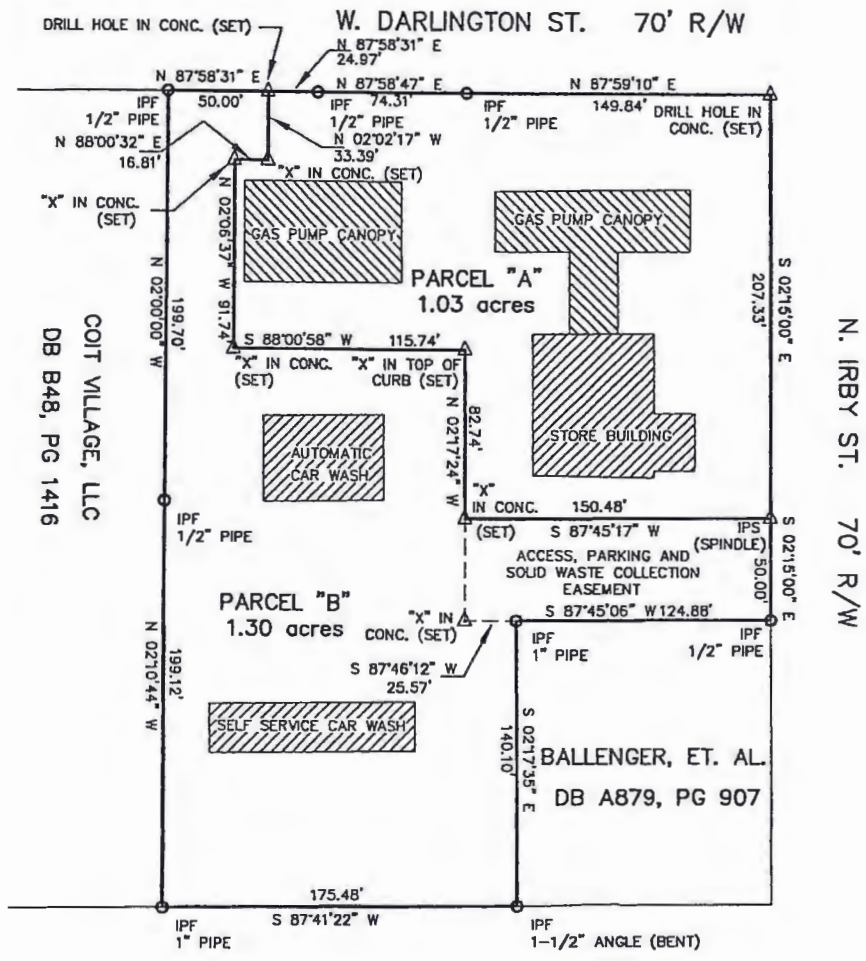 DRILL HOLE IN CONC. (SET)
W. DARLINGTON ST. 70' R/W
N 87°58'31" E
24.97'
N 87°58'31" E
50.00'
N 87°58'47" E
74.31'
N 87°59'10" E
149.84'
IPF
1/2" PIPE
IPF
1/2" PIPE
IPF
1/2" PIPE
DRILL HOLE IN
CONC. (SET)
N 88°00'32" E
16.81'
N 02°02'17" W
33.39'
"X" IN CONC. (SET)
"X" IN CONC.
(SET)
N 02°06'37" W 91.74'
GAS PUMP CANOPY
GAS PUMP CANOPY
PARCEL "A"
1.03 acres
S 02°15'00" E
207.33'
N. IRBY ST. 70' R/W
N 02°00'00" W
199.70'
COIT VILLAGE, LLC
DB B48, PG 1416
S 88°00'58" W 115.74'
"X" IN CONC.
(SET)
"X" IN TOP OF
CURB (SET)
N 02°17'24" W
82.74'
STORE BUILDING
AUTOMATIC
CAR WASH
"X"
IN CONC.
(SET)
150.48'
S 87°45'17" W
IPS
(SPINDLE)
IPF
1/2" PIPE
ACCESS, PARKING AND
SOLID WASTE COLLECTION
EASEMENT
S 02°15'00" E
50.00'
PARCEL "B"
1.30 acres
"X" IN
CONC. (SET)
S 87°45'06" W 124.88'
IPF
1" PIPE
IPF
1/2" PIPE
S 87°46'12" W
25.57'
N 02°10'44" W
199.12'
SELF SERVICE CAR WASH
S 02°17'35" E
140.10'
BALLENGER, ET. AL.
DB A879, PG 907
175.48'
S 87°41'22" W
IPF
1" PIPE
IPF
1-1/2" ANGLE (BENT)